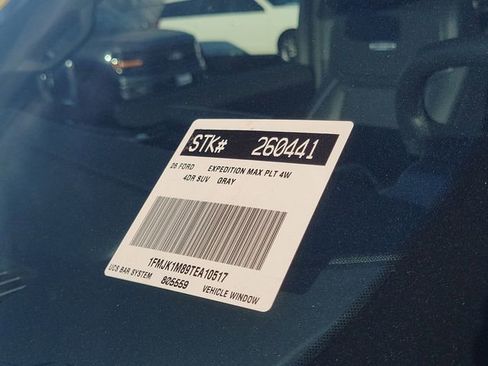 STK# 260441
26 FORD EXPEDITION MAX PLT 4W
4DR SUV GRAY
1FMJK1M89TEA10517
UCS BAR SYSTEM 805559 VEHICLE WINDOW